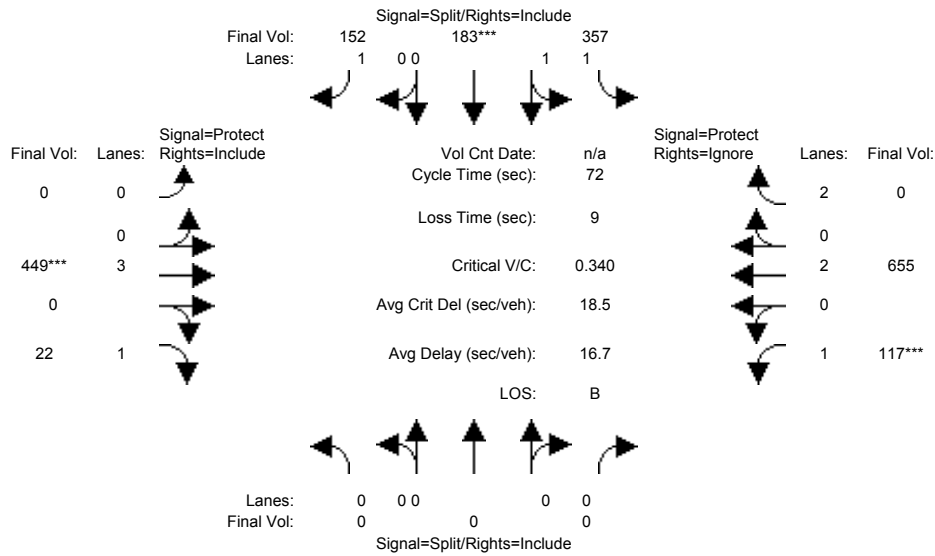 Signal=Split/Rights=Include
Final Vol: 152 183*** 357
Lanes: 1 0 0 1 1
Signal=Protect Signal=Protect
Final Vol: Lanes: Rights=Include Vol Cnt Date: n/a Rights=Ignore Lanes: Final Vol:
Cycle Time (sec): 72
0 0 2 0
Loss Time (sec): 9
0 0
449*** 3 Critical V/C: 0.340 2 655
0 Avg Crit Del (sec/veh): 18.5 0
22 1 Avg Delay (sec/veh): 16.7 1 117***
LOS: B
Lanes: 0 0 0 0 0
Final Vol: 0 0 0
Signal=Split/Rights=Include